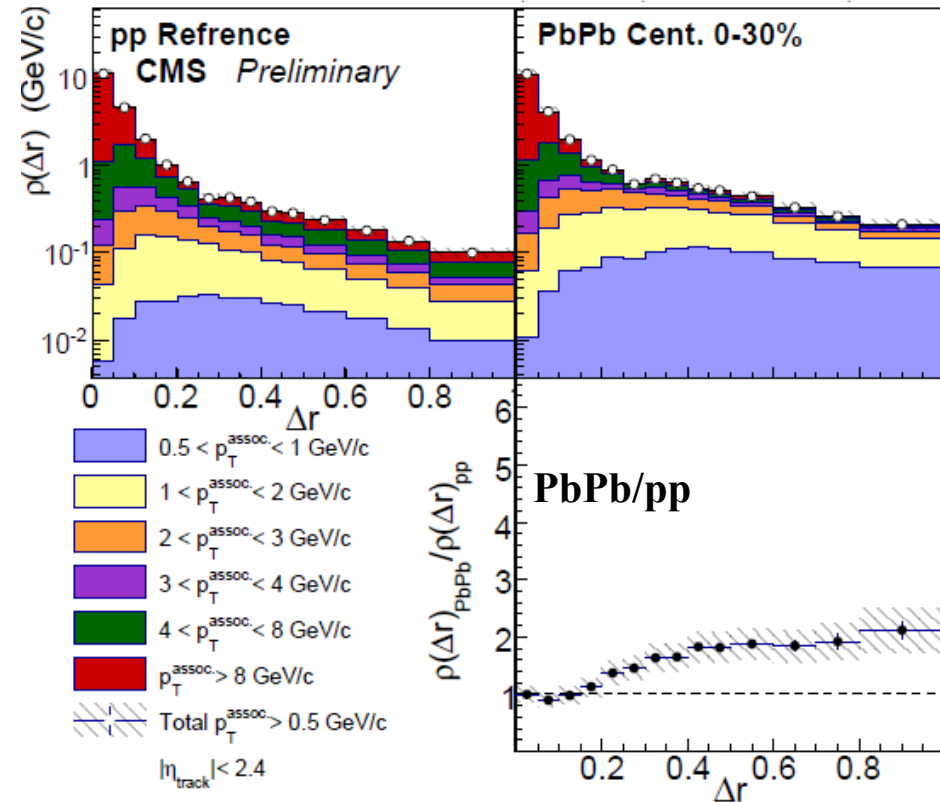 pp Refrence
CMS Preliminary
PbPb Cent. 0-30%
ρ(Δr) (GeV/c)
10
1
10⁻¹
10⁻²
0 0.2 0.4 0.6 0.8
Δr
0.5 < p_T^assoc. < 1 GeV/c
1 < p_T^assoc. < 2 GeV/c
2 < p_T^assoc. < 3 GeV/c
3 < p_T^assoc. < 4 GeV/c
4 < p_T^assoc. < 8 GeV/c
p_T^assoc. > 8 GeV/c
Total p_T^assoc. > 0.5 GeV/c
|η_track| < 2.4
PbPb/pp
ρ(Δr)_PbPb/ρ(Δr)_pp
6
5
4
3
2
1
0.2 0.4 0.6 0.8
Δr